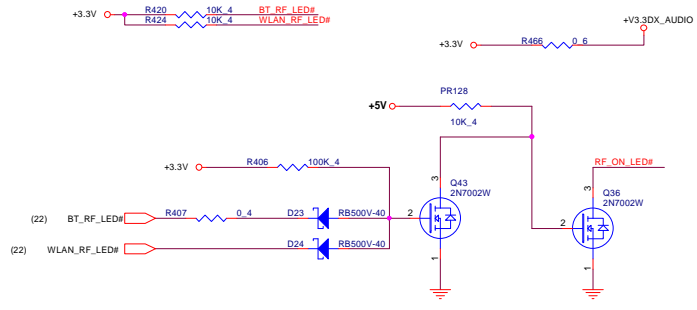 +3.3V R420 10K_4 BT_RF_LED#
R424 10K_4 WLAN_RF_LED#
+V3.3DX_AUDIO
+3.3V R466 0_6
PR128
+5V
10K_4
+3.3V R406 100K_4
RF_ON_LED#
Q43
2N7002W
3
2
1
Q36
2N7002W
3
2
1
(22) BT_RF_LED# R407 0_4 D23 RB500V-40
(22) WLAN_RF_LED# D24 RB500V-40